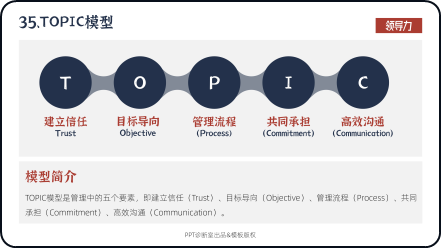 35.TOPIC模型
领导力
T O P I C
建立信任 目标导向 管理流程 共同承担 高效沟通
Trust Objective (Process) (Commitment) (Communication)
模型简介
TOPIC模型是管理中的五个要素，即建立信任（Trust）、目标导向（Objective）、管理流程（Process）、共同
承担（Commitment）、高效沟通（Communication）。
PPT诊断室出品&模板版权